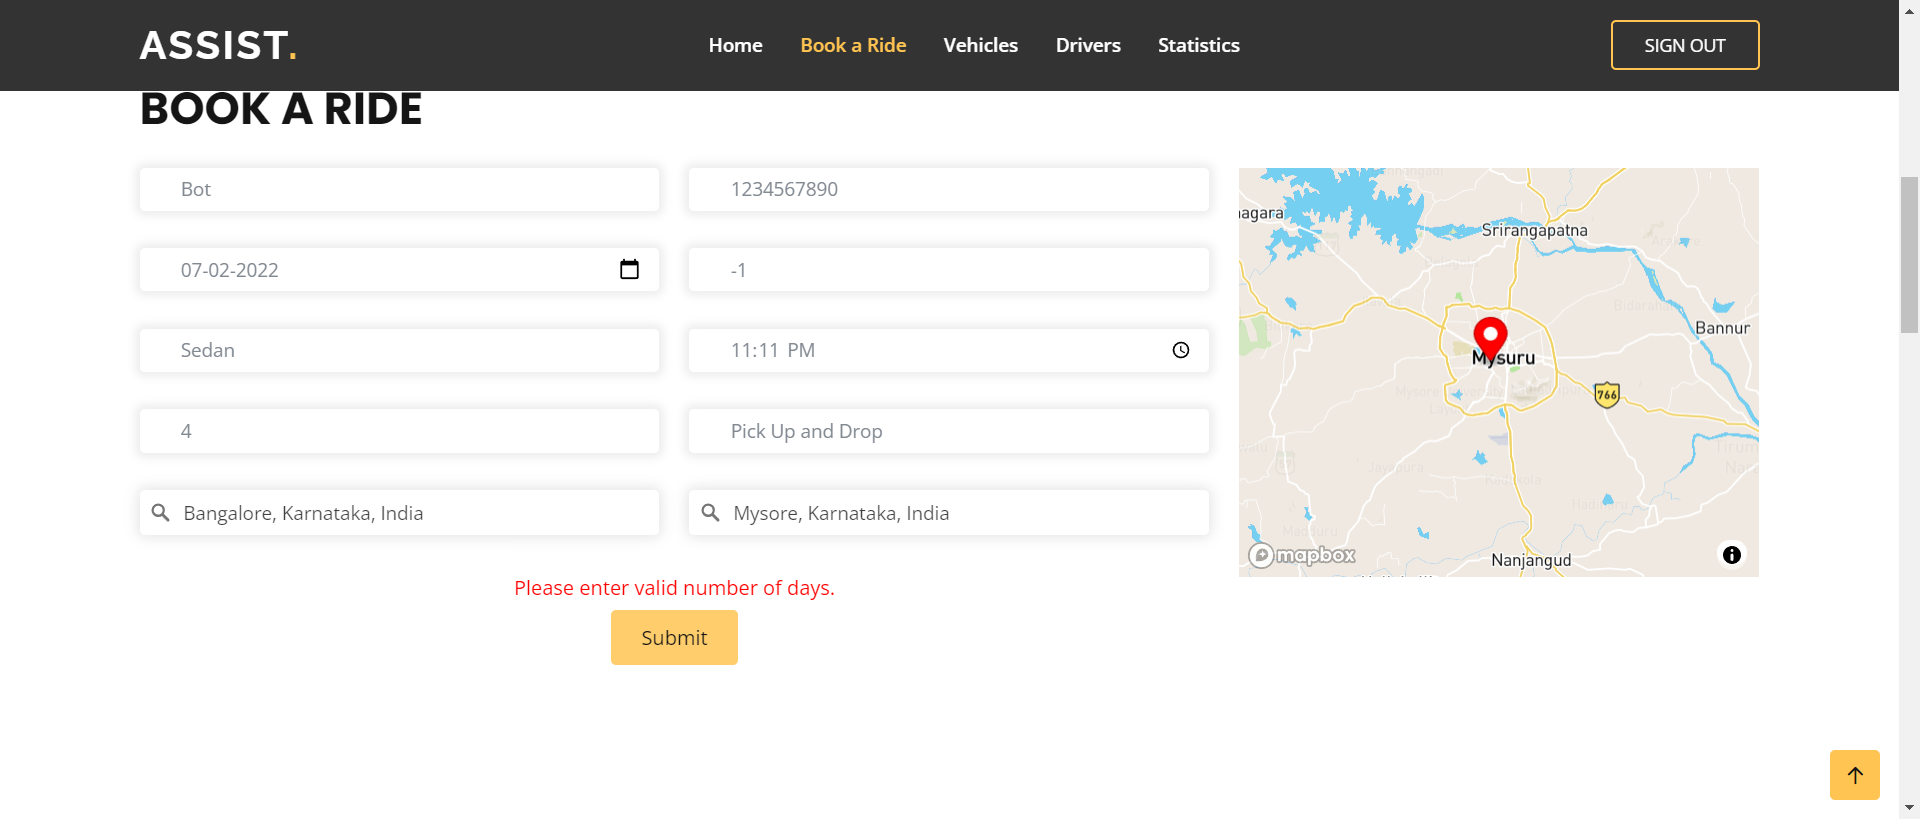 ASSIST.
Home Book a Ride Vehicles Drivers Statistics
SIGN OUT
BOOK A RIDE
Bot
1234567890
07-02-2022
-1
Sedan
11:11 PM
4
Pick Up and Drop
Bangalore, Karnataka, India
Mysore, Karnataka, India
Please enter valid number of days.
Submit
nagara
Srirangapatna
Bannur
Mysuru
766
Jayapura
Nanjangud
mapbox